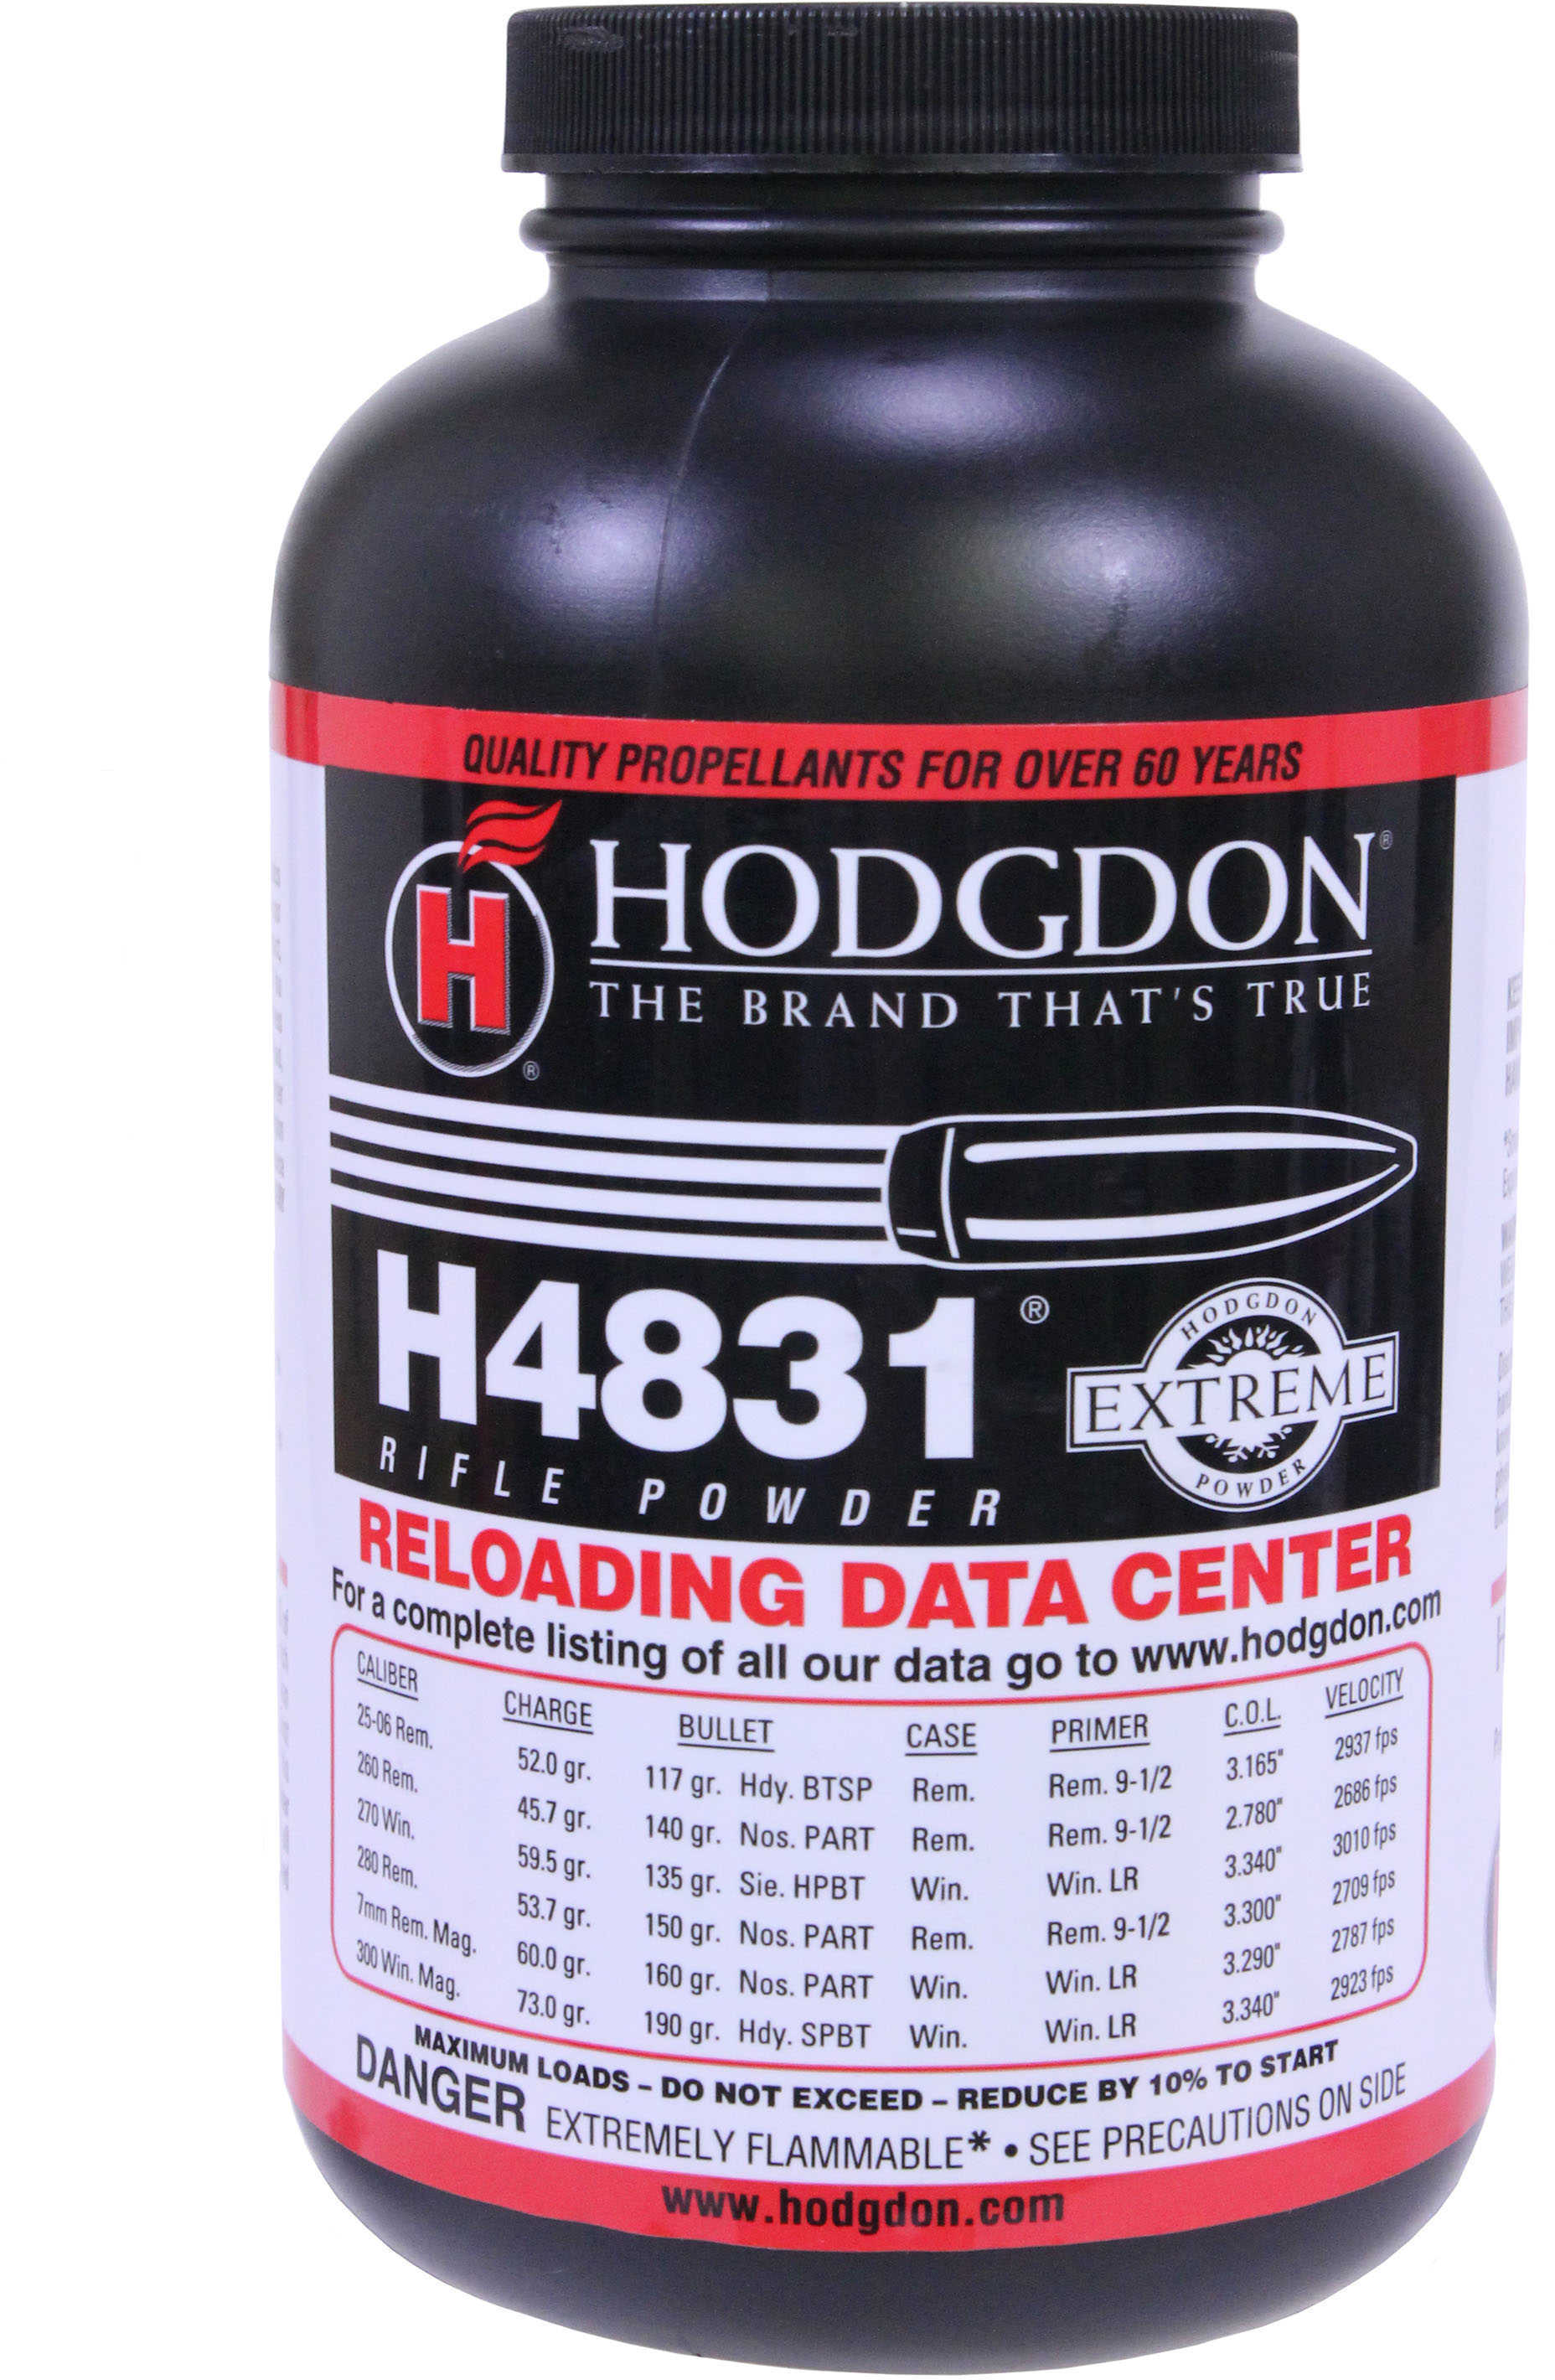 QUALITY PROPELLANTS FOR OVER 60 YEARS
H
®
HODGDON®
THE BRAND THAT'S TRUE
H4831®
RIFLE POWDER
HODGDON
EXTREME
POWDER
RELOADING DATA CENTER
For a complete listing of all our data go to www.hodgdon.com
CALIBER CHARGE BULLET CASE PRIMER C.O.L. VELOCITY
25-06 Rem. 52.0 gr. 117 gr. Hdy. BTSP Rem. Rem. 9-1/2 3.165" 2937 fps
260 Rem. 45.7 gr. 140 gr. Nos. PART Rem. Rem. 9-1/2 2.780" 2686 fps
270 Win. 59.5 gr. 135 gr. Sie. HPBT Win. Win. LR 3.340" 3010 fps
280 Rem. 53.7 gr. 150 gr. Nos. PART Rem. Rem. 9-1/2 3.300" 2709 fps
7mm Rem. Mag. 60.0 gr. 160 gr. Nos. PART Win. Win. LR 3.290" 2787 fps
300 Win. Mag. 73.0 gr. 190 gr. Hdy. SPBT Win. Win. LR 3.340" 2923 fps
MAXIMUM LOADS – DO NOT EXCEED – REDUCE BY 10% TO START
DANGER EXTREMELY FLAMMABLE* • SEE PRECAUTIONS ON SIDE
www.hodgdon.com